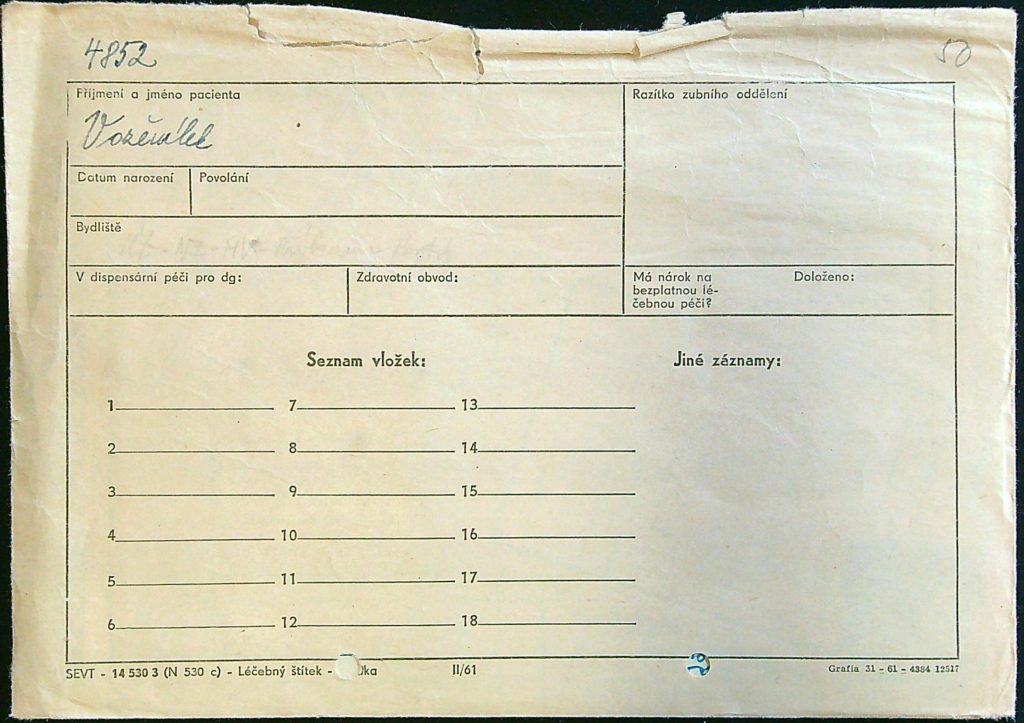 4852
50
Příjmení a jméno pacienta
Razítko zubního oddělení
Voženílek
Datum narození Povolání
Bydliště
V dispensární péči pro dg: Zdravotní obvod:
Má nárok na
bezplatnou lé-
čebnou péči?
Doloženo:
Seznam vložek: Jiné záznamy:
1 7 13
2 8 14
3 9 15
4 10 16
5 11 17
6 12 18
SEVT - 14 530 3 (N 530 c) - Léčebný štítek - II/61 Grafia 31 - 61 - 4384 12517